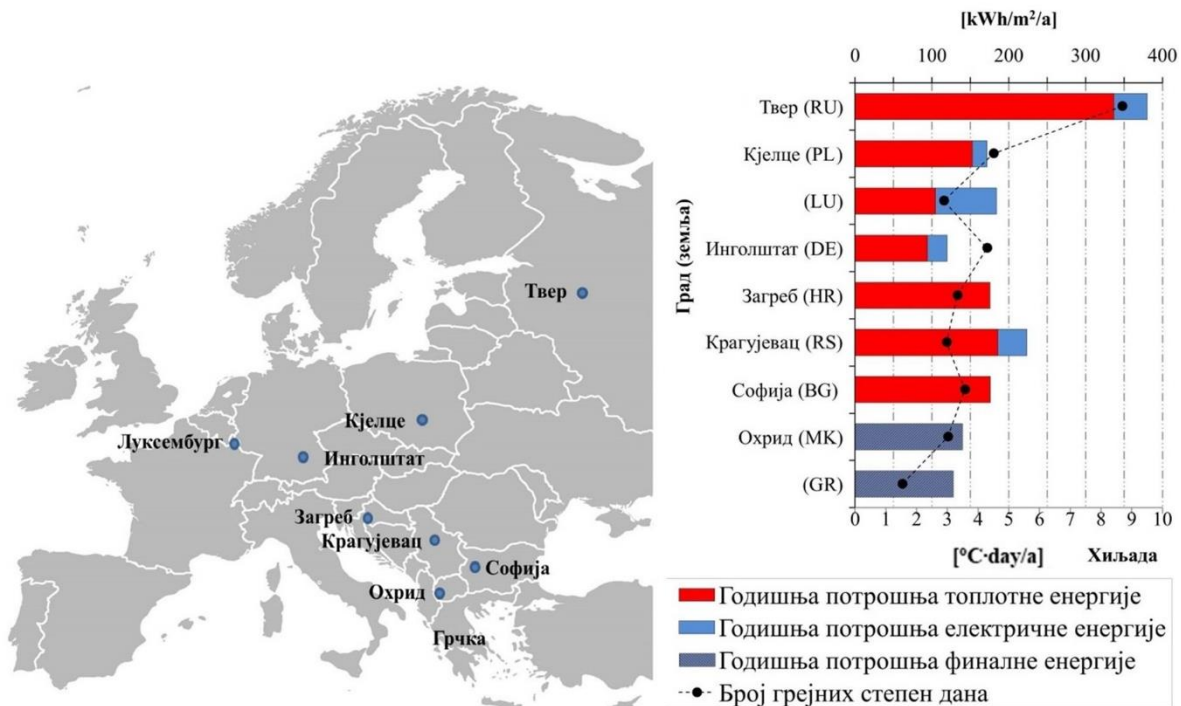 Твер
Кјелце
Луксембург
Инголштат
Загреб
Крагујевац
Софија
Охрид
Грчка
[kWh/m²/a]
0 100 200 300 400
Град (земља)
Твер (RU)
Кјелце (PL)
(LU)
Инголштат (DE)
Загреб (HR)
Крагујевац (RS)
Софија (BG)
Охрид (MK)
(GR)
0 1 2 3 4 5 6 7 8 9 10
[°C·day/a] Хиљада
Годишња потрошња топлотне енергије
Годишња потрошња електричне енергије
Годишња потрошња финалне енергије
Број грејних степен дана